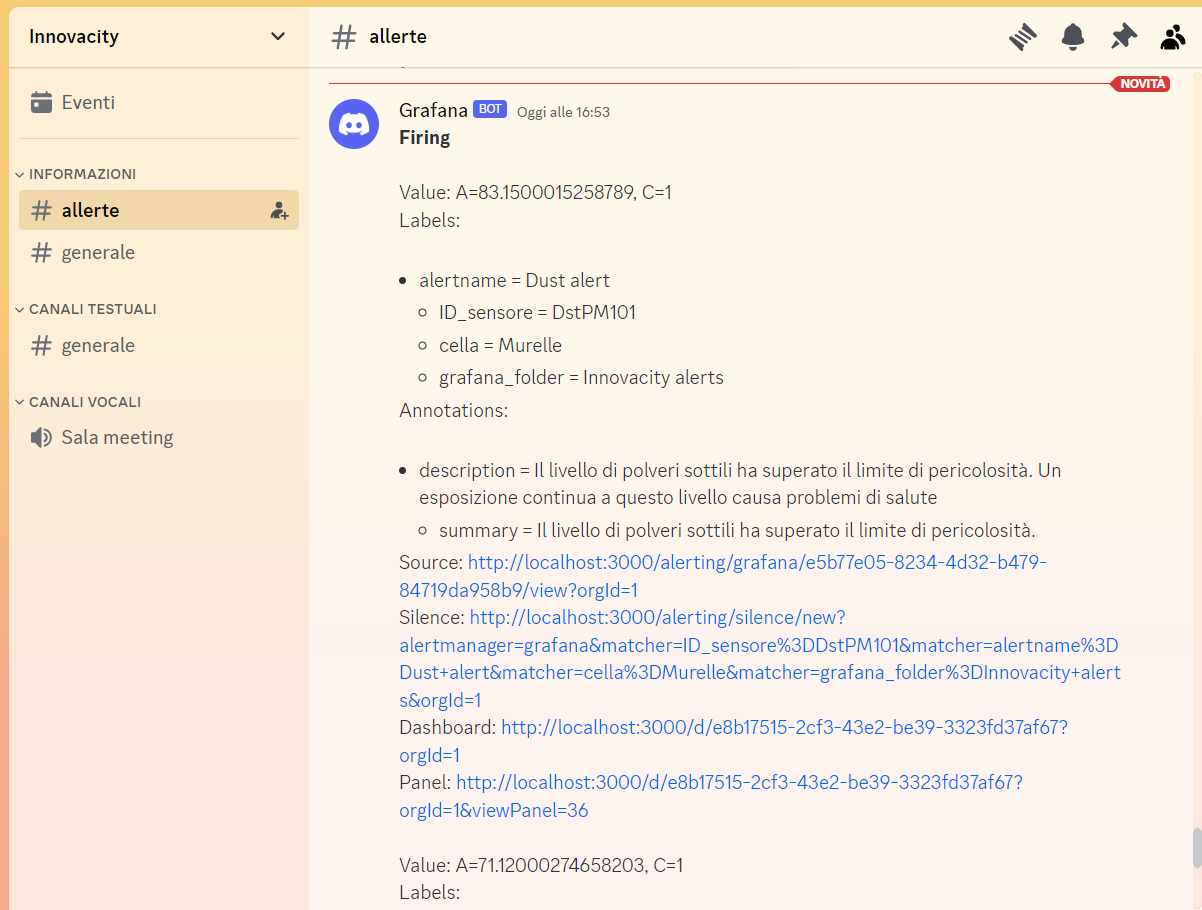 Innovacity
# allerte
Eventi
NOVITÀ
INFORMAZIONI
# allerte
# generale
CANALI TESTUALI
# generale
CANALI VOCALI
Sala meeting
Grafana BOT Oggi alle 16:53
Firing
Value: A=83.1500015258789, C=1
Labels:
• alertname = Dust alert
◦ ID_sensore = DstPM101
◦ cella = Murelle
◦ grafana_folder = Innovacity alerts
Annotations:
• description = Il livello di polveri sottili ha superato il limite di pericolosità. Un
esposizione continua a questo livello causa problemi di salute
◦ summary = Il livello di polveri sottili ha superato il limite di pericolosità.
Source: http://localhost:3000/alerting/grafana/e5b77e05-8234-4d32-b479-
84719da958b9/view?orgId=1
Silence: http://localhost:3000/alerting/silence/new?
alertmanager=grafana&matcher=ID_sensore%3DDstPM101&matcher=alertname%3D
Dust+alert&matcher=cella%3DMurelle&matcher=grafana_folder%3DInnovacity+alert
s&orgId=1
Dashboard: http://localhost:3000/d/e8b17515-2cf3-43e2-be39-3323fd37af67?
orgId=1
Panel: http://localhost:3000/d/e8b17515-2cf3-43e2-be39-3323fd37af67?
orgId=1&viewPanel=36
Value: A=71.12000274658203, C=1
Labels: